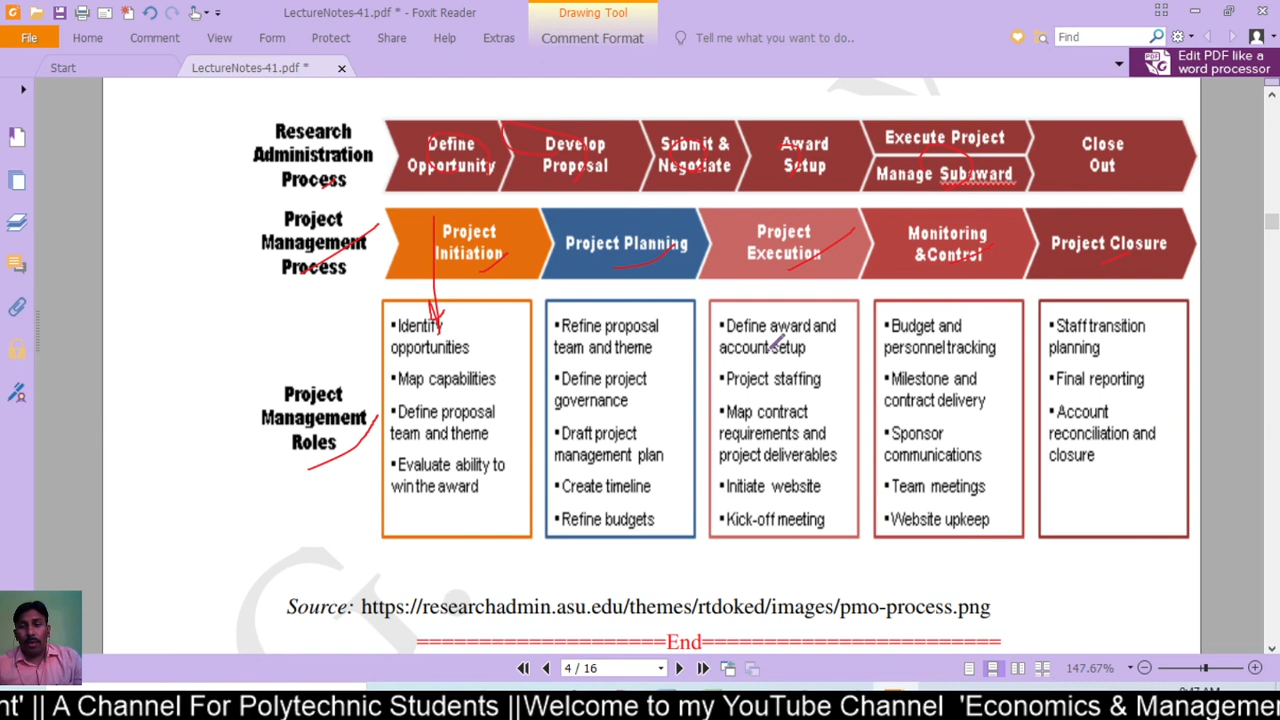 LectureNotes-41.pdf * - Foxit Reader
Drawing Tool
File Home Comment View Form Protect Share Help Extras Comment Format Tell me what you want to do.. Find
Start LectureNotes-41.pdf * Edit PDF like a
word processor
Research
Administration
Process
Define
Opportunity
Develop
Proposal
Submit &
Negotiate
Award
Setup
Execute Project
Manage Subaward
Close
Out
Project
Management
Process
Project
Initiation
Project Planning
Project
Execution
Monitoring
&Control
Project Closure
Project
Management
Roles
▪Identify
opportunities
▪Map capabilities
▪Define proposal
team and theme
▪Evaluate ability to
win the award
▪Refine proposal
team and theme
▪Define project
governance
▪Draft project
management plan
▪Create timeline
▪Refine budgets
▪Define award and
account setup
▪Project staffing
▪Map contract
requirements and
project deliverables
▪Initiate website
▪Kick-off meeting
▪Budget and
personnel tracking
▪Milestone and
contract delivery
▪Sponsor
communications
▪Team meetings
▪Website upkeep
▪Staff transition
planning
▪Final reporting
▪Account
reconciliation and
closure
Source: https://researchadmin.asu.edu/themes/rtdoked/images/pmo-process.png
====================End========================
4 / 16 147.67%
nt' || A Channel For Polytechnic Students ||Welcome to my YouTube Channel 'Economics & Manageme